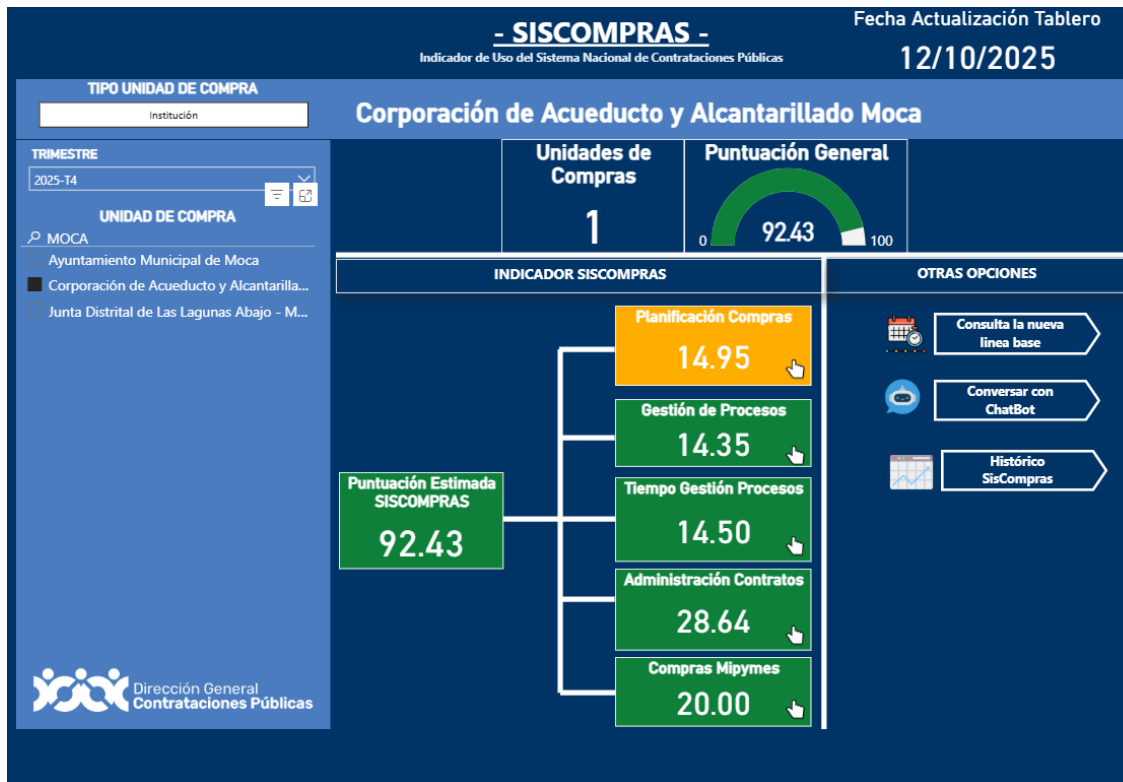 - SISCOMPRAS -
Indicador de Uso del Sistema Nacional de Contrataciones Públicas
Fecha Actualización Tablero
12/10/2025
TIPO UNIDAD DE COMPRA
Institución
Corporación de Acueducto y Alcantarillado Moca
TRIMESTRE
2025-T4
UNIDAD DE COMPRA
MOCA
Ayuntamiento Municipal de Moca
Corporación de Acueducto y Alcantarilla...
Junta Distrital de Las Lagunas Abajo - M...
Unidades de
Compras
1
Puntuación General
92.43
0
100
INDICADOR SISCOMPRAS
Puntuación Estimada
SISCOMPRAS
92.43
Planificación Compras
14.95
Gestión de Procesos
14.35
Tiempo Gestión Procesos
14.50
Administración Contratos
28.64
Compras Mipymes
20.00
OTRAS OPCIONES
Consulta la nueva
linea base
Conversar con
ChatBot
Histórico
SisCompras
Dirección General
Contrataciones Públicas